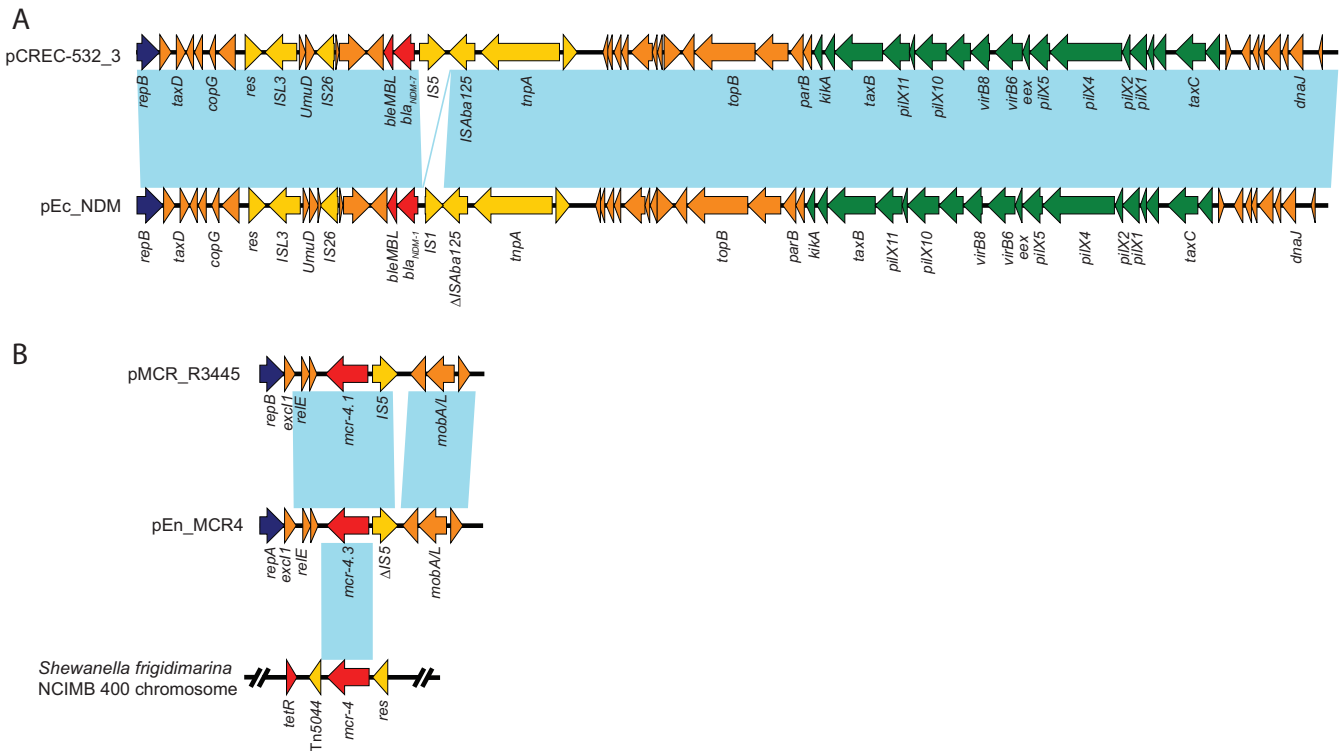 A
pCREC-532_3
repB taxD copG res ISL3 UmuD IS26 bleMBL blaNDM-7 IS5 ISAba125 tnpA topB parB kikA taxB pilX11 pilX10 virB8 virB6 eex pilX5 pilX4 pilX2 pilX1 taxC dnaJ
pEc_NDM
repB taxD copG res ISL3 UmuD IS26 bleMBL blaNDM-1 IS1 ΔISAba125 tnpA topB parB kikA taxB pilX11 pilX10 virB8 virB6 eex pilX5 pilX4 pilX2 pilX1 taxC dnaJ
B
pMCR_R3445
repB excl1 relE mcr-4.1 IS5 mobA/L
pEn_MCR4
repA excl1 relE mcr-4.3 ΔIS5 mobA/L
Shewanella frigidimarina
NCIMB 400 chromosome
tetR Tn5044 mcr-4 res